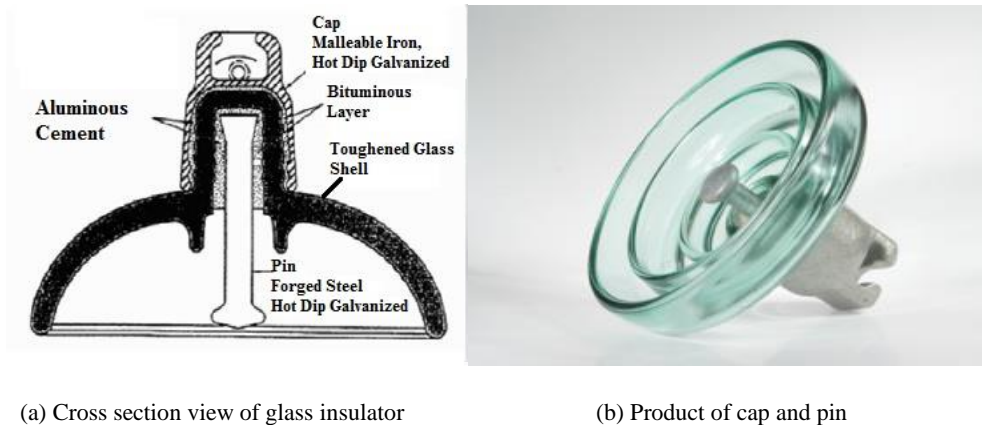 Cap
Malleable Iron,
Hot Dip Galvanized
Bituminous
Layer
Aluminous
Cement
Toughened Glass
Shell
Pin
Forged Steel
Hot Dip Galvanized
(a) Cross section view of glass insulator
(b) Product of cap and pin